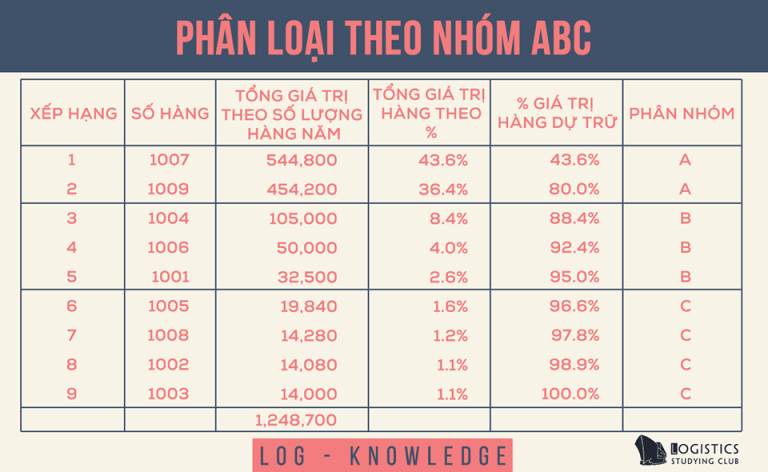 PHÂN LOẠI THEO NHÓM ABC
XẾP HẠNG SỐ HÀNG TỔNG GIÁ TRỊ THEO SỐ LƯỢNG HÀNG NĂM TỔNG GIÁ TRỊ HÀNG THEO % % GIÁ TRỊ HÀNG DỰ TRỮ PHÂN NHÓM
1 1007 544,800 43.6% 43.6% A
2 1009 454,200 36.4% 80.0% A
3 1004 105,000 8.4% 88.4% B
4 1006 50,000 4.0% 92.4% B
5 1001 32,500 2.6% 95.0% B
6 1005 19,840 1.6% 96.6% C
7 1008 14,280 1.2% 97.8% C
8 1002 14,080 1.1% 98.9% C
9 1003 14,000 1.1% 100.0% C
1,248,700
LOG - KNOWLEDGE
LOGISTICS
STUDYING CLUB